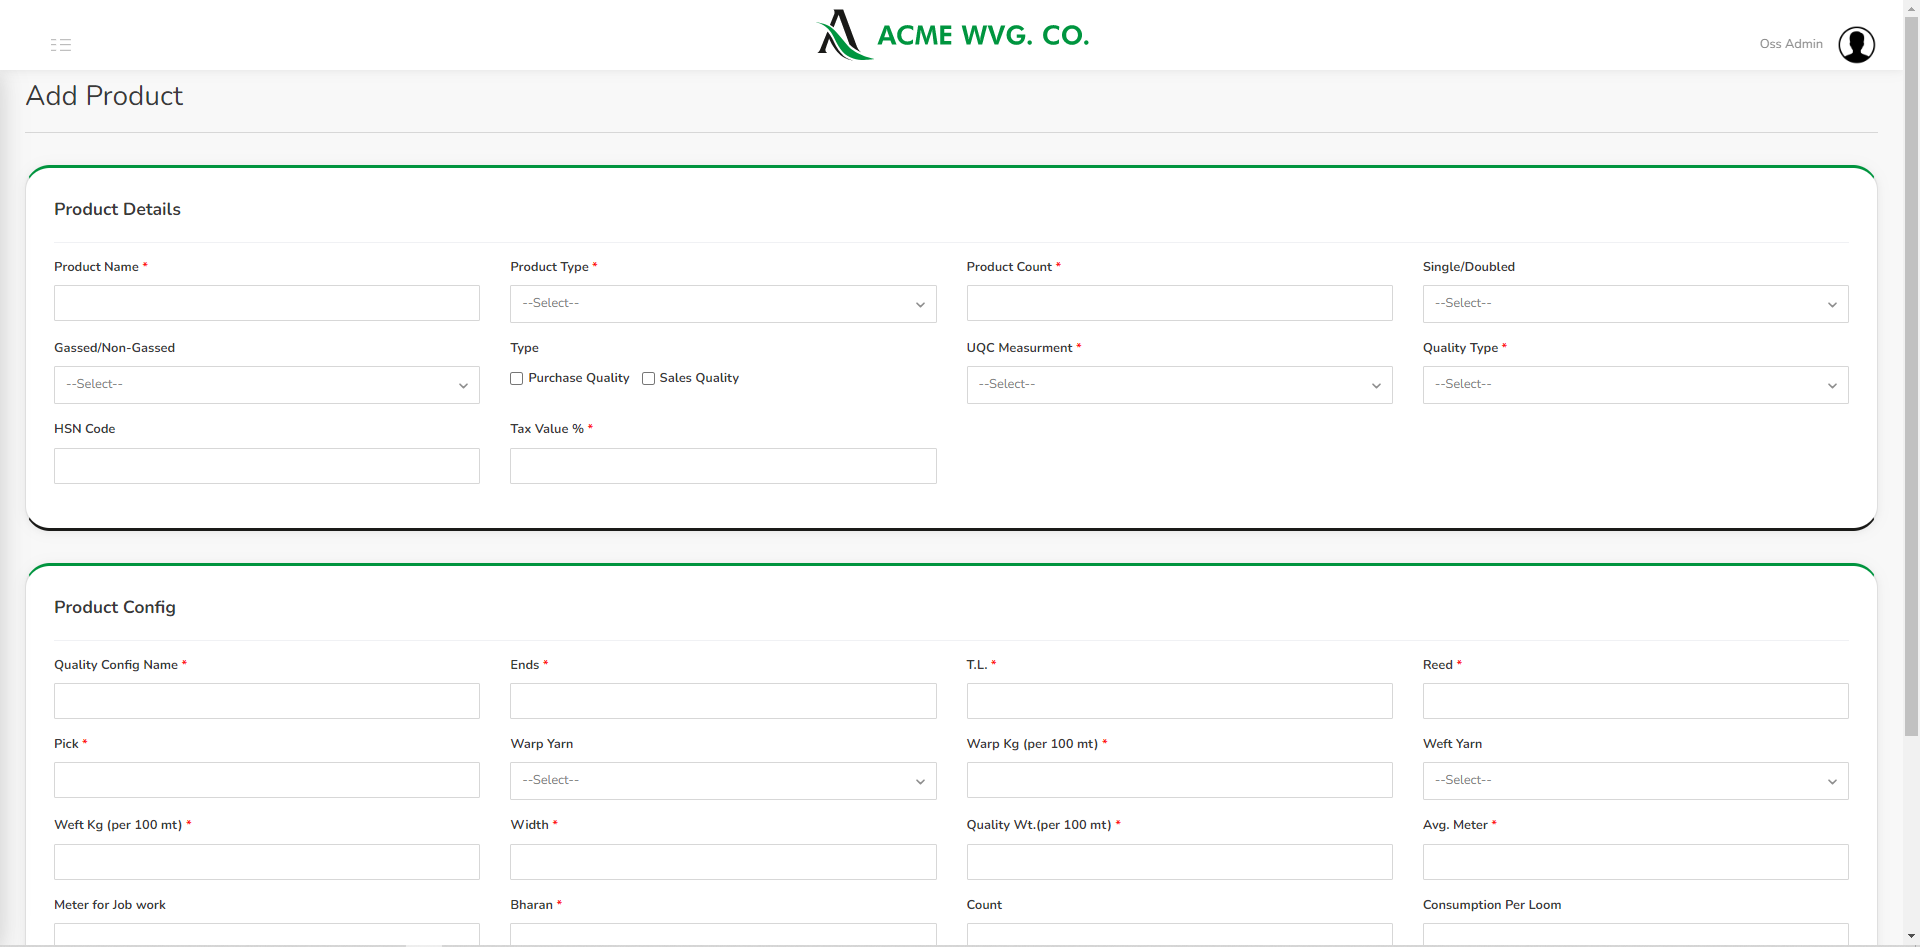 ACME WVG. CO.
Oss Admin
Add Product
Product Details
Product Name * Product Type * Product Count * Single/Doubled
--Select-- --Select--
Gassed/Non-Gassed Type UQC Measurment * Quality Type *
--Select-- Purchase Quality Sales Quality --Select-- --Select--
HSN Code Tax Value % *
Product Config
Quality Config Name * Ends * T.L. * Reed *
Pick * Warp Yarn Warp Kg (per 100 mt) * Weft Yarn
--Select-- --Select--
Weft Kg (per 100 mt) * Width * Quality Wt.(per 100 mt) * Avg. Meter *
Meter for Job work Bharan * Count Consumption Per Loom